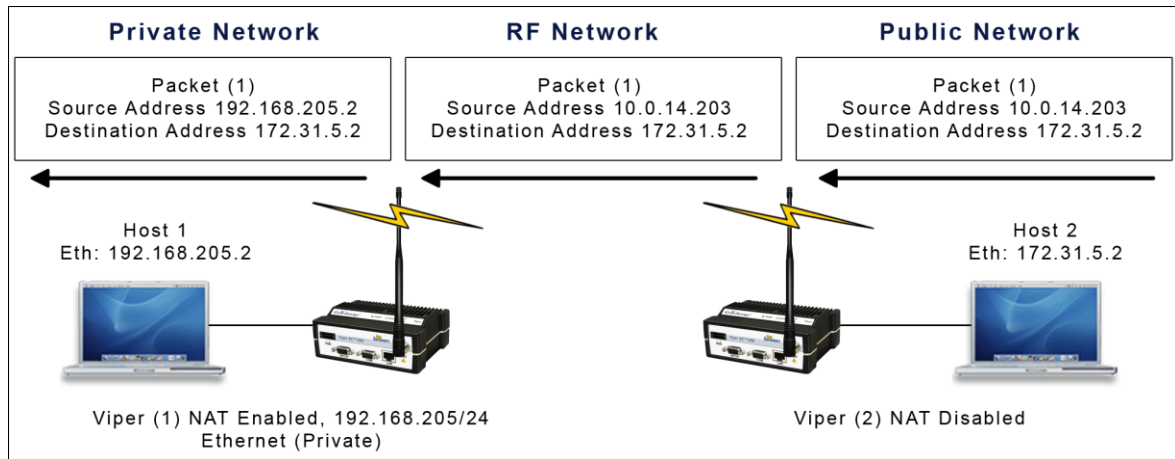 Private Network
RF Network
Public Network
Packet (1)
Source Address 192.168.205.2
Destination Address 172.31.5.2
Packet (1)
Source Address 10.0.14.203
Destination Address 172.31.5.2
Packet (1)
Source Address 10.0.14.203
Destination Address 172.31.5.2
Host 1
Eth: 192.168.205.2
Host 2
Eth: 172.31.5.2
Viper (1) NAT Enabled, 192.168.205/24
Ethernet (Private)
Viper (2) NAT Disabled